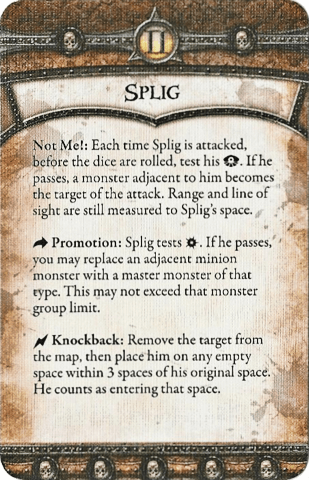 II
SPLIG
Not Me!: Each time Splig is attacked,
before the dice are rolled, test his . If he
passes, a monster adjacent to him becomes
the target of the attack. Range and line of
sight are still measured to Splig's space.
Promotion: Splig tests . If he passes,
you may replace an adjacent minion
monster with a master monster of that
type. This may not exceed that monster
group limit.
Knockback: Remove the target from
the map, then place him on any empty
space within 3 spaces of his original space.
He counts as entering that space.